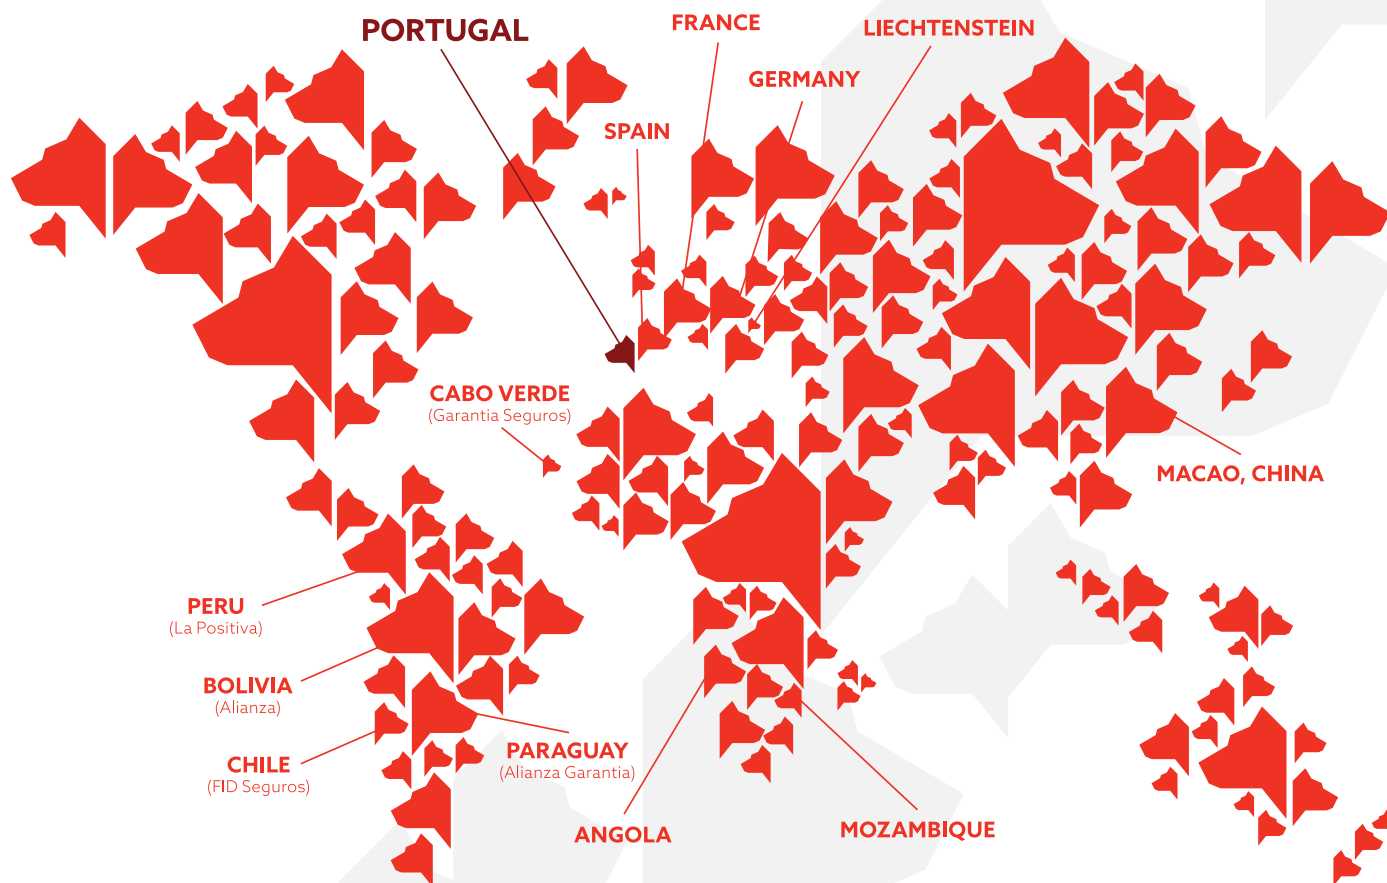 PORTUGAL
FRANCE
LIECHTENSTEIN
GERMANY
SPAIN
CABO VERDE
(Garantia Seguros)
MACAO, CHINA
PERU
(La Positiva)
BOLIVIA
(Alianza)
CHILE
(FID Seguros)
PARAGUAY
(Alianza Garantia)
ANGOLA
MOZAMBIQUE